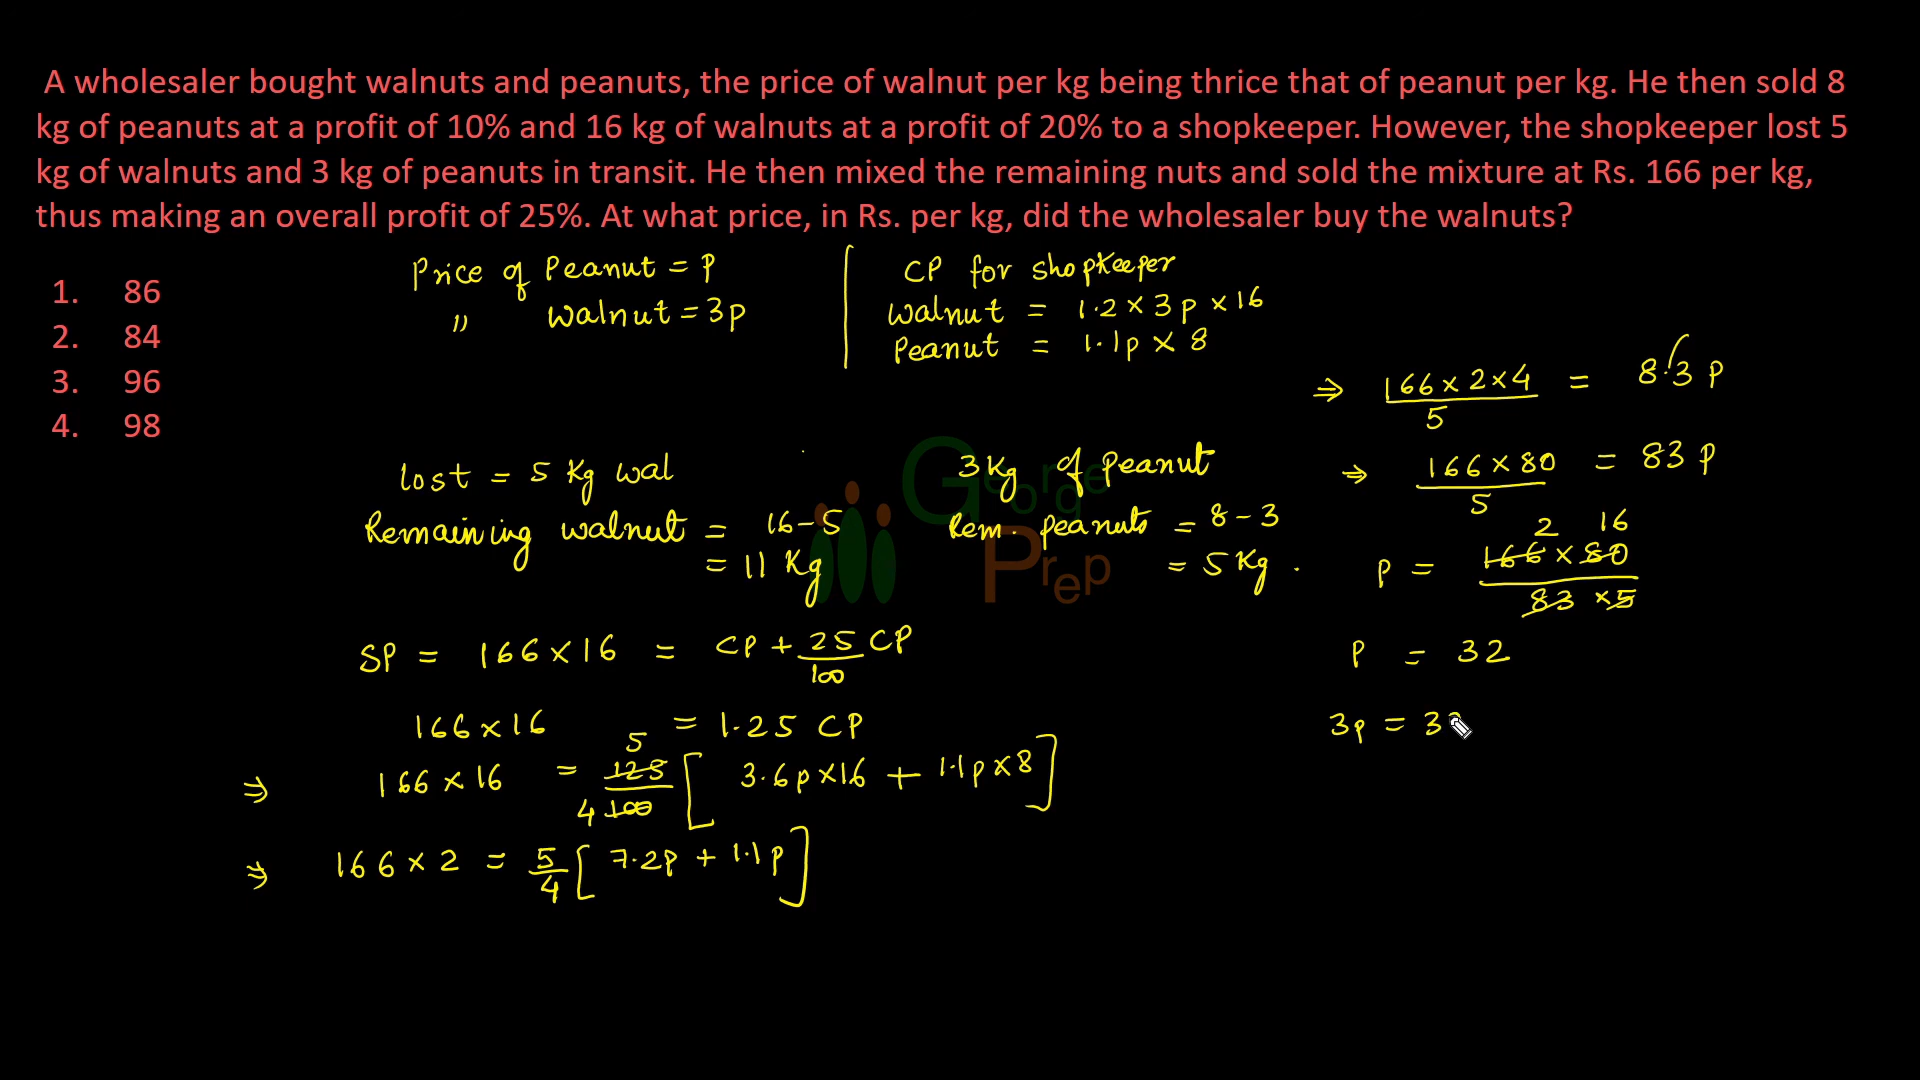 A wholesaler bought walnuts and peanuts, the price of walnut per kg being thrice that of peanut per kg. He then sold 8
kg of peanuts at a profit of 10% and 16 kg of walnuts at a profit of 20% to a shopkeeper. However, the shopkeeper lost 5
kg of walnuts and 3 kg of peanuts in transit. He then mixed the remaining nuts and sold the mixture at Rs. 166 per kg,
thus making an overall profit of 25%. At what price, in Rs. per kg, did the wholesaler buy the walnuts?
1. 86
2. 84
3. 96
4. 98
Price of Peanut = P
" Walnut = 3p
CP for shopkeeper
Walnut = 1.2 × 3p × 16
Peanut = 1.1p × 8
lost = 5 Kg wal
3 Kg of Peanut
Remaining walnut = 16-5
= 11 Kg
Rem. peanuts = 8-3
= 5 Kg.
SP = 166×16 = CP + 25/100 CP
166×16 = 1.25 CP
⇒ 166×16 = 125/100 5/4 [3.6p×16 + 1.1p×8]
⇒ 166×2 = 5/4 [7.2p + 1.1p]
⇒ 166×2×4/5 = 8.3 p
⇒ 166×80/5 = 83 p
2 16
p = 166×80/83×5
P = 32
3p = 3
George
Prep